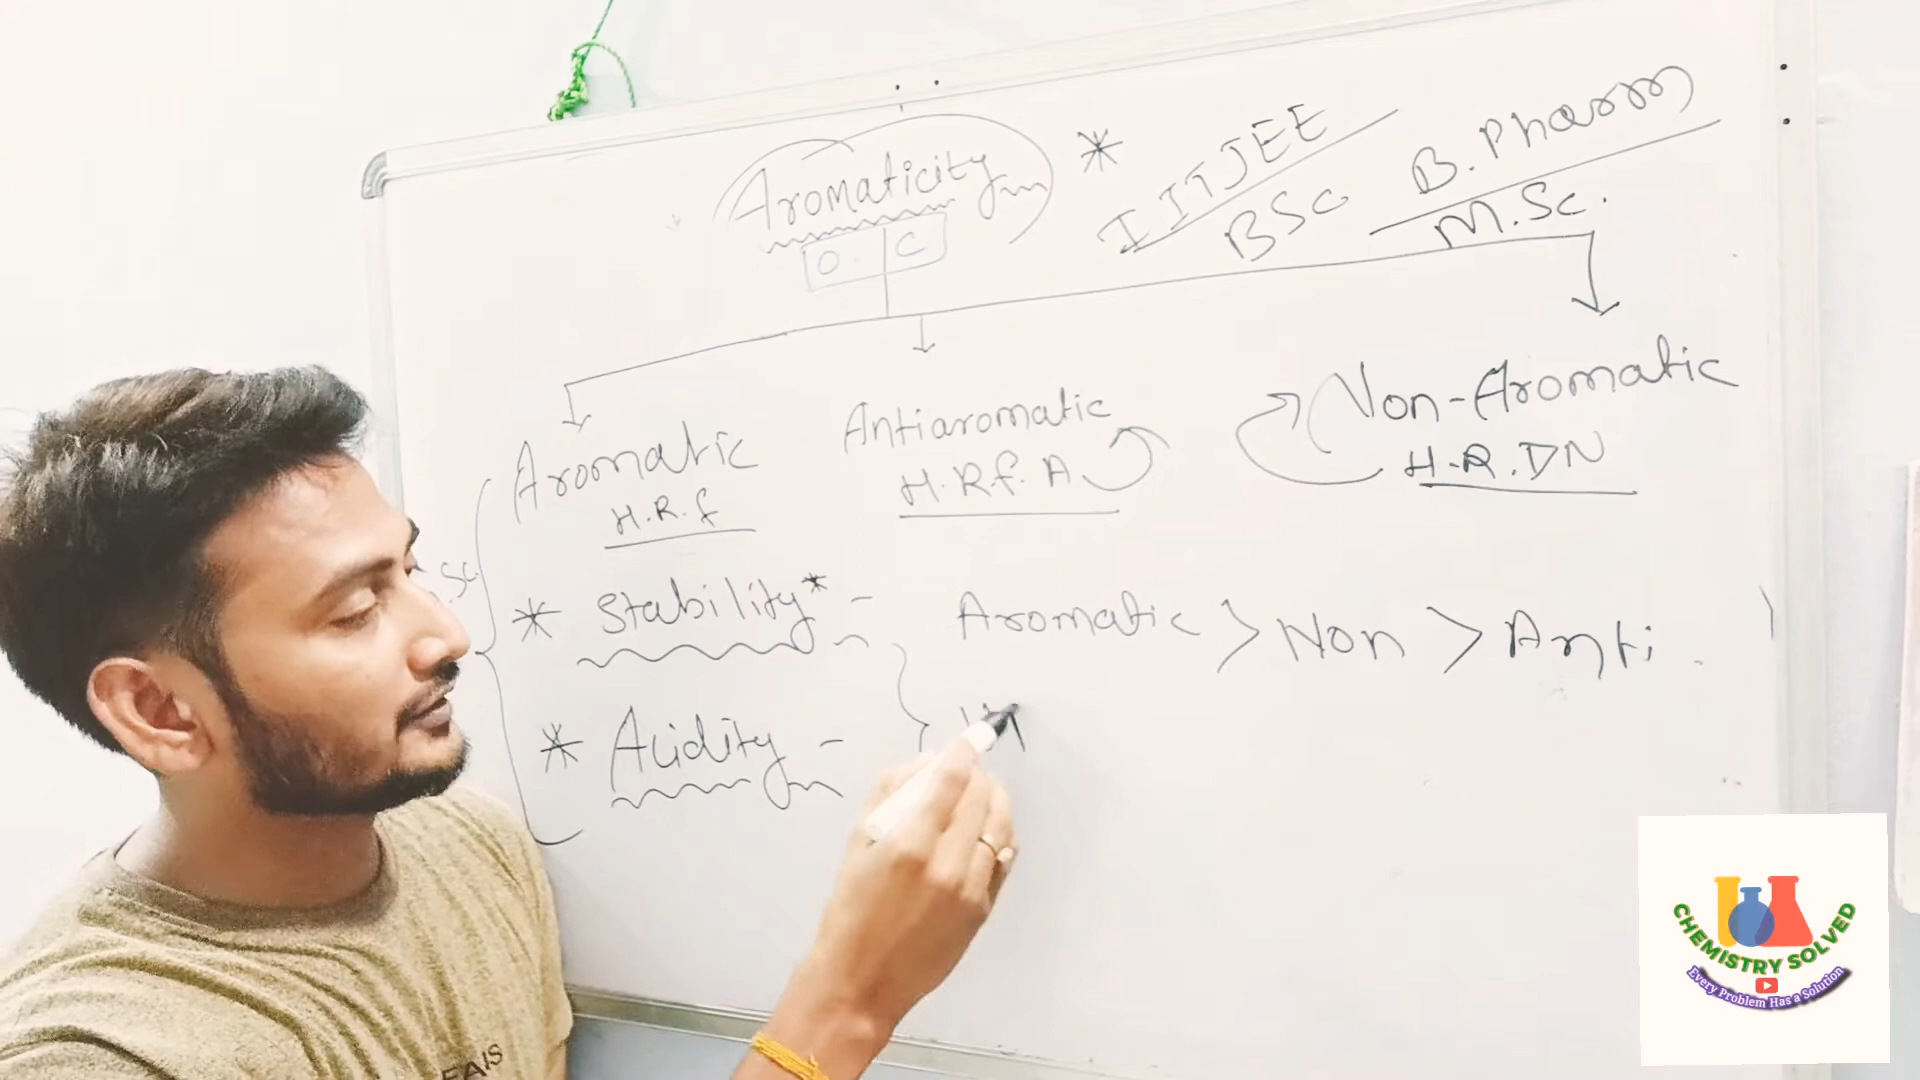 Aromaticity *
IITJEE
B.Pharm
BSc
M.Sc.
O. C
Aromatic
H.R.f
Antiaromatic
H.R.f.A
Non-Aromatic
H.R.DN
* Stability* - Aromatic > Non > Anti
* Acidity -
CHEMISTRY SOLVED
Every Problem Has a Solution